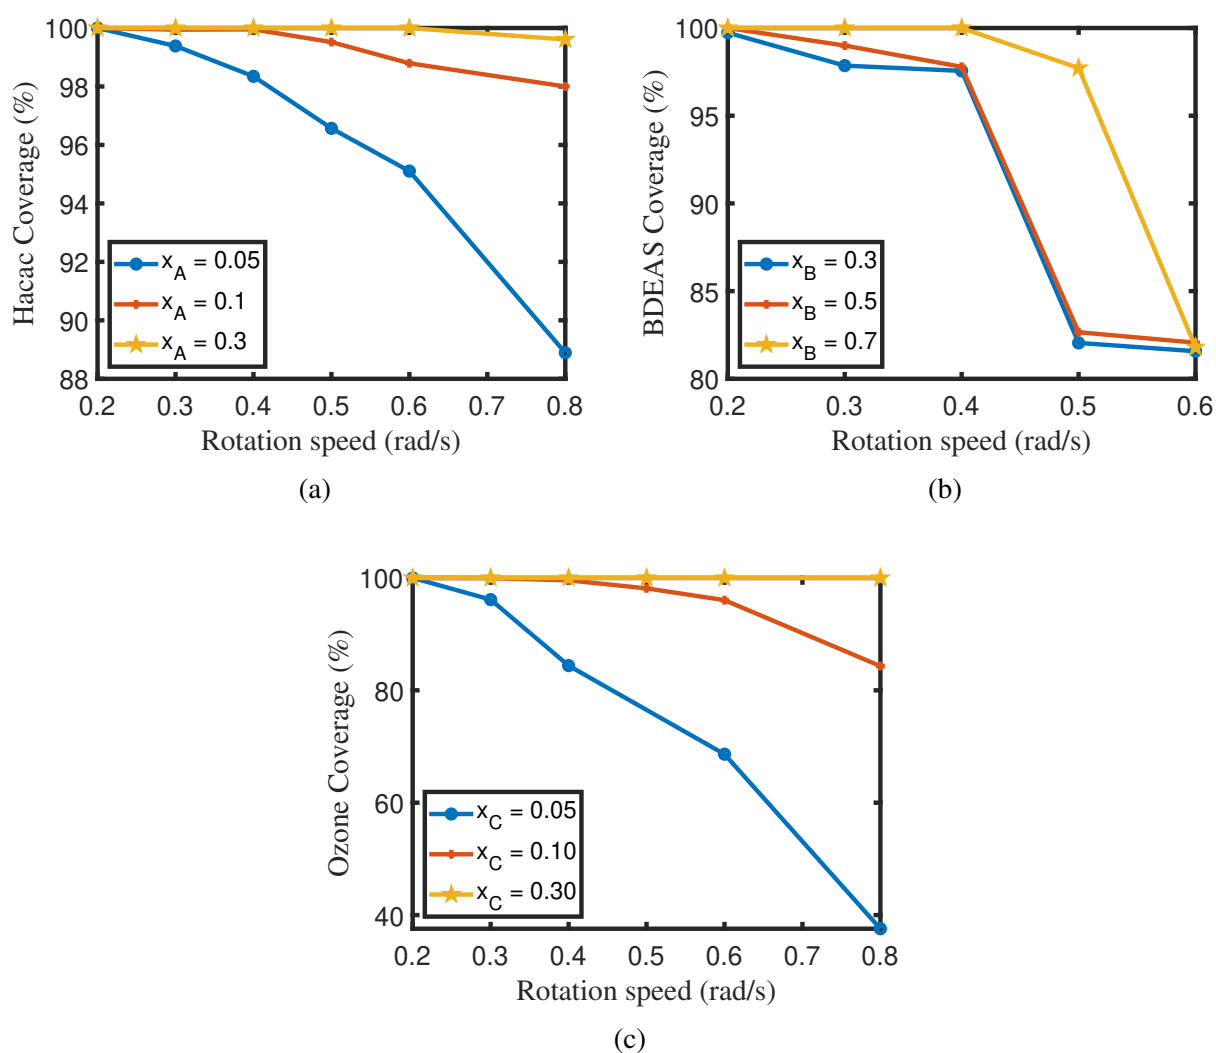 100
98
96
94
92
90
88
Hacac Coverage (%)
x_A = 0.05
x_A = 0.1
x_A = 0.3
0.2 0.3 0.4 0.5 0.6 0.7 0.8
Rotation speed (rad/s)
(a)
100
95
90
85
80
BDEAS Coverage (%)
x_B = 0.3
x_B = 0.5
x_B = 0.7
0.2 0.3 0.4 0.5 0.6
Rotation speed (rad/s)
(b)
100
80
60
40
Ozone Coverage (%)
x_C = 0.05
x_C = 0.10
x_C = 0.30
0.2 0.3 0.4 0.5 0.6 0.7 0.8
Rotation speed (rad/s)
(c)